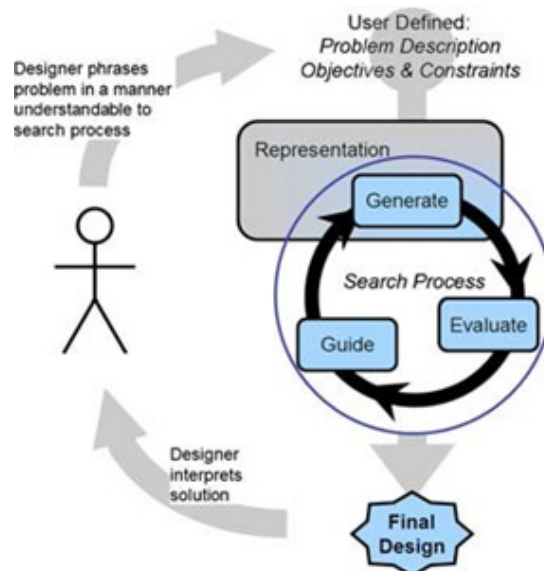 User Defined:
Problem Description
Objectives & Constraints
Designer phrases
problem in a manner
understandable to
search process
Representation
Generate
Search Process
Evaluate
Guide
Designer
interprets
solution
Final
Design